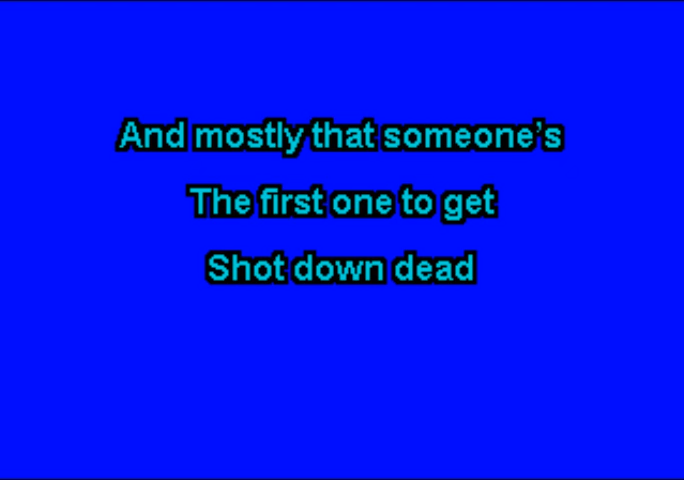 And mostly that someone’s
The first one to get
Shot down dead